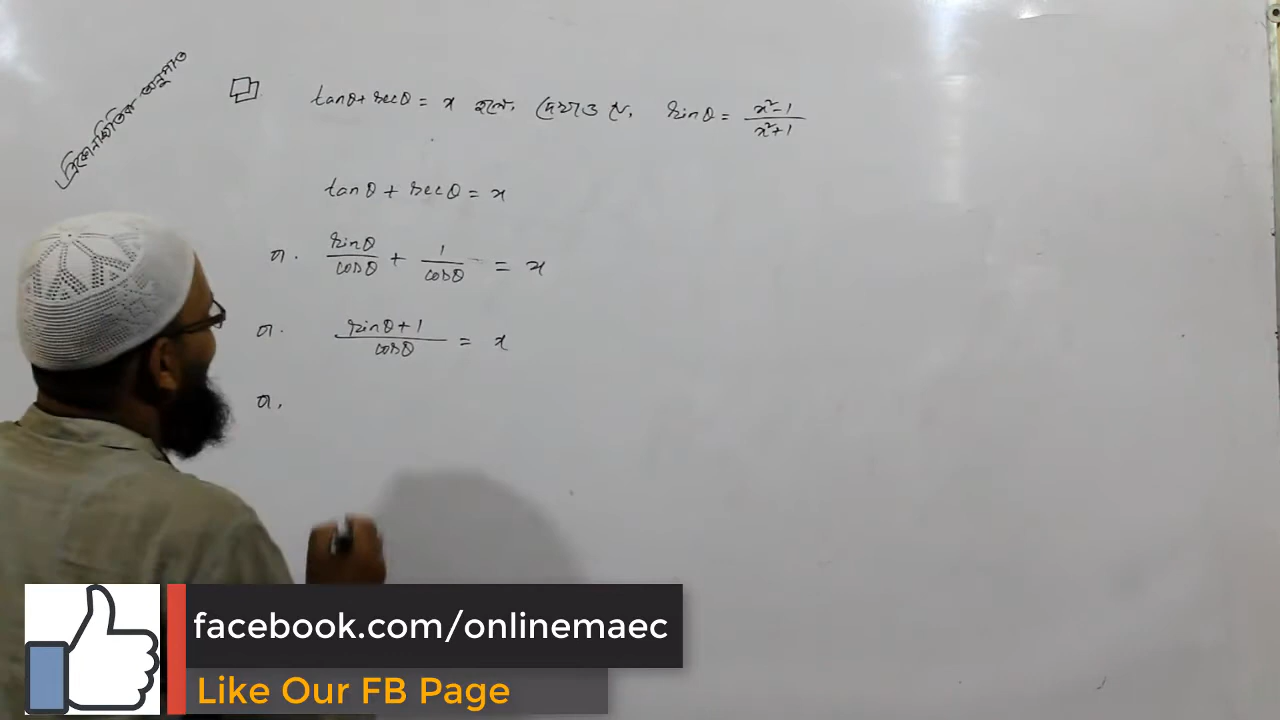 ত্রিকোনমিতিক অনুপাত
tanθ + secθ = x হলে, দেখাও যে, sinθ = x²-1 / x²+1
tanθ + secθ = x
বা, sinθ / cosθ + 1 / cosθ = x
বা, sinθ + 1 / cosθ = x
বা,
facebook.com/onlinemaec
Like Our FB Page